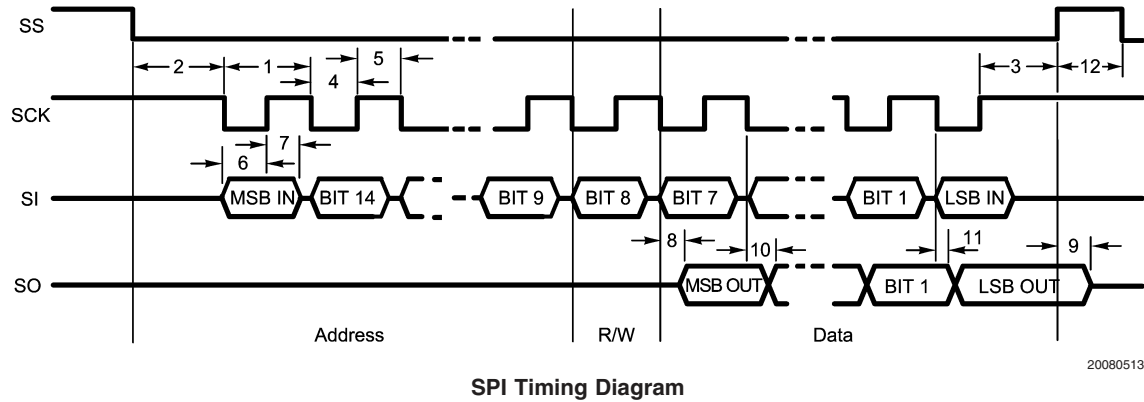 SS
2 1 5 4 3 12
SCK
6 7
SI MSB IN BIT 14 BIT 9 BIT 8 BIT 7 BIT 1 LSB IN
8 10 11 9
SO MSB OUT BIT 1 LSB OUT
Address R/W Data
20080513
SPI Timing Diagram